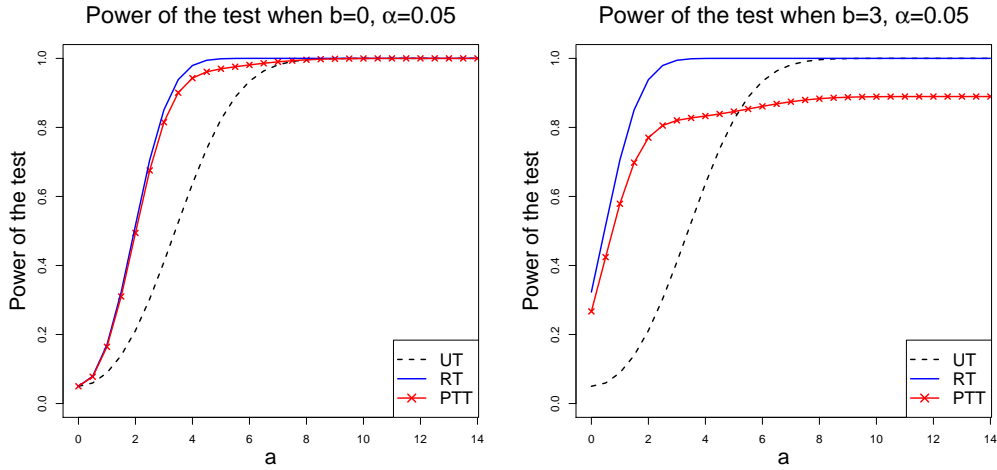 Power of the test when b=0, α=0.05
Power of the test
1.0
0.8
0.6
0.4
0.2
0.0
0 2 4 6 8 10 12 14
a
UT
RT
PTT
Power of the test when b=3, α=0.05
Power of the test
1.0
0.8
0.6
0.4
0.2
0.0
0 2 4 6 8 10 12 14
a
UT
RT
PTT